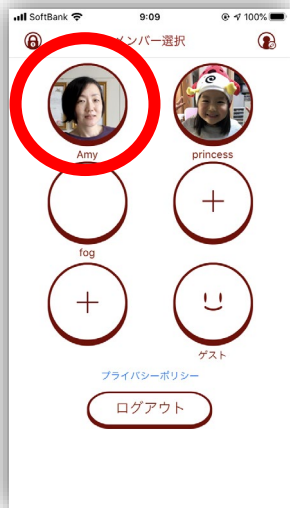 SoftBank 9:09 100%
メンバー選択
Amy princess
fog
ゲスト
プライバシーポリシー
ログアウト